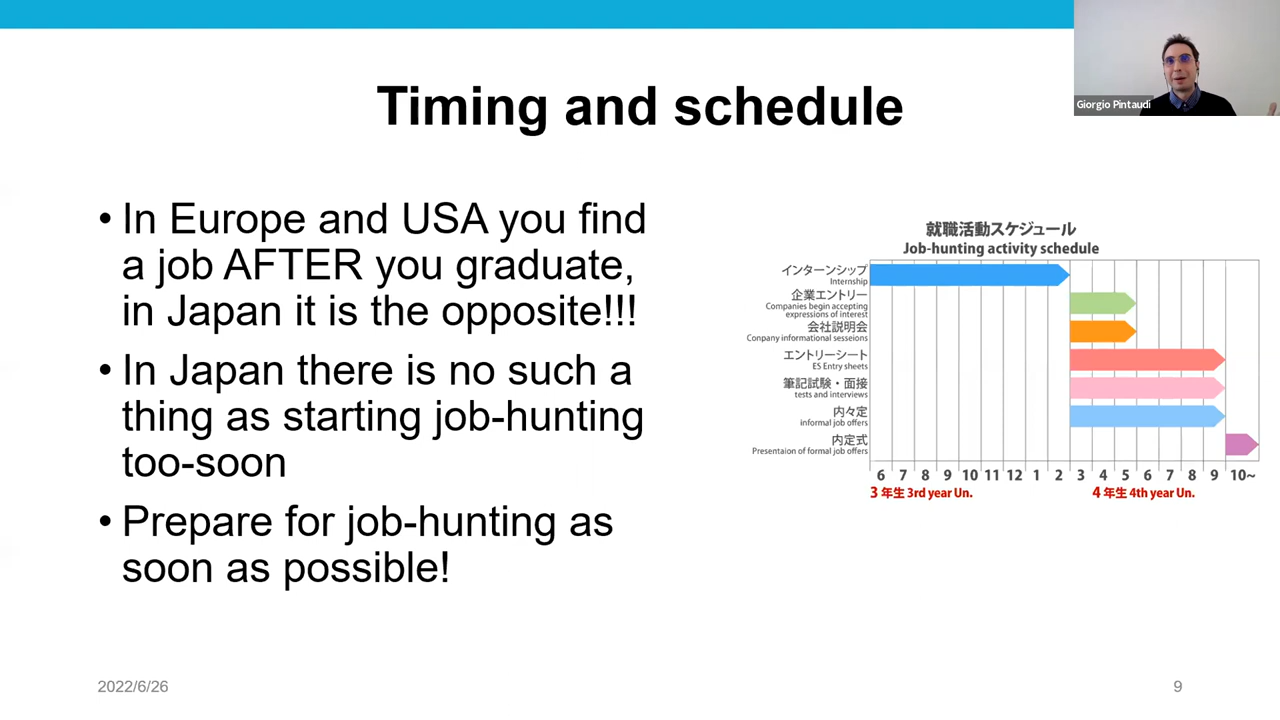 Giorgio Pintaudi
Timing and schedule
• In Europe and USA you find
a job AFTER you graduate,
in Japan it is the opposite!!!
• In Japan there is no such a
thing as starting job-hunting
too-soon
• Prepare for job-hunting as
soon as possible!
就職活動スケジュール
Job-hunting activity schedule
インターンシップ
Internship
企業エントリー
Companies begin accepting
expressions of interest
会社説明会
Conpany informational sesseions
エントリーシート
ES Entry sheets
筆記試験・面接
tests and interviews
内々定
informal job offers
内定式
Presentaion of formal job offers
6 7 8 9 10 11 12 1 2 3 4 5 6 7 8 9 10~
3 年生 3rd year Un.
4 年生 4th year Un.
2022/6/26
9